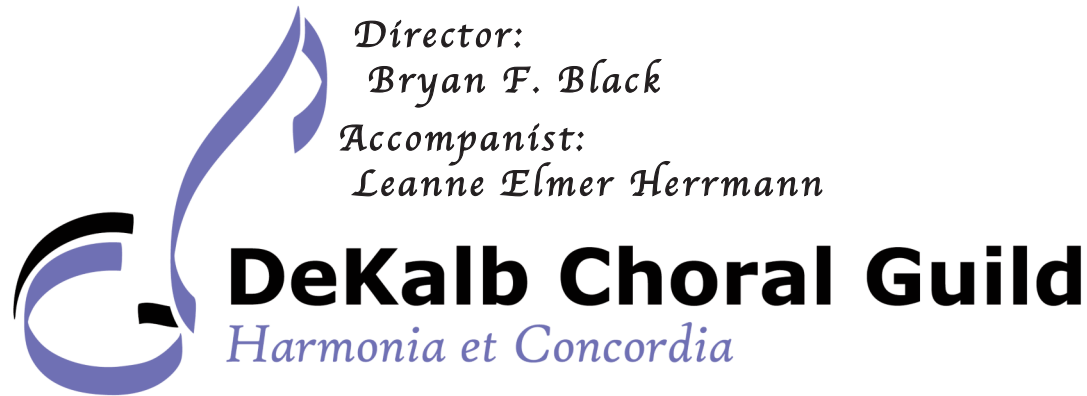 Director:
Bryan F. Black
Accompanist:
Leanne Elmer Herrmann
DeKalb Choral Guild
Harmonia et Concordia